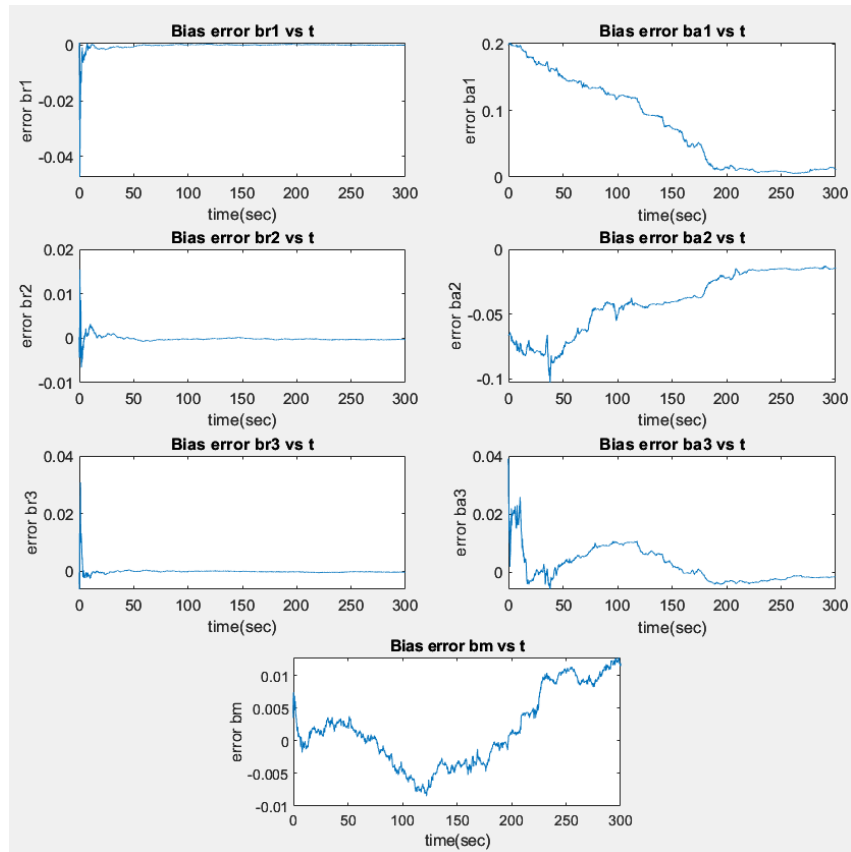 Bias error br1 vs t
0
-0.02
-0.04
error br1
0 50 100 150 200 250 300
time(sec)
Bias error ba1 vs t
0.2
0.1
0
error ba1
0 50 100 150 200 250 300
time(sec)
Bias error br2 vs t
0.02
0.01
0
-0.01
error br2
0 50 100 150 200 250 300
time(sec)
Bias error ba2 vs t
0
-0.05
-0.1
error ba2
0 50 100 150 200 250 300
time(sec)
Bias error br3 vs t
0.04
0.02
0
error br3
0 50 100 150 200 250 300
time(sec)
Bias error ba3 vs t
0.04
0.02
0
error ba3
0 50 100 150 200 250 300
time(sec)
Bias error bm vs t
0.01
0.005
0
-0.005
-0.01
error bm
0 50 100 150 200 250 300
time(sec)